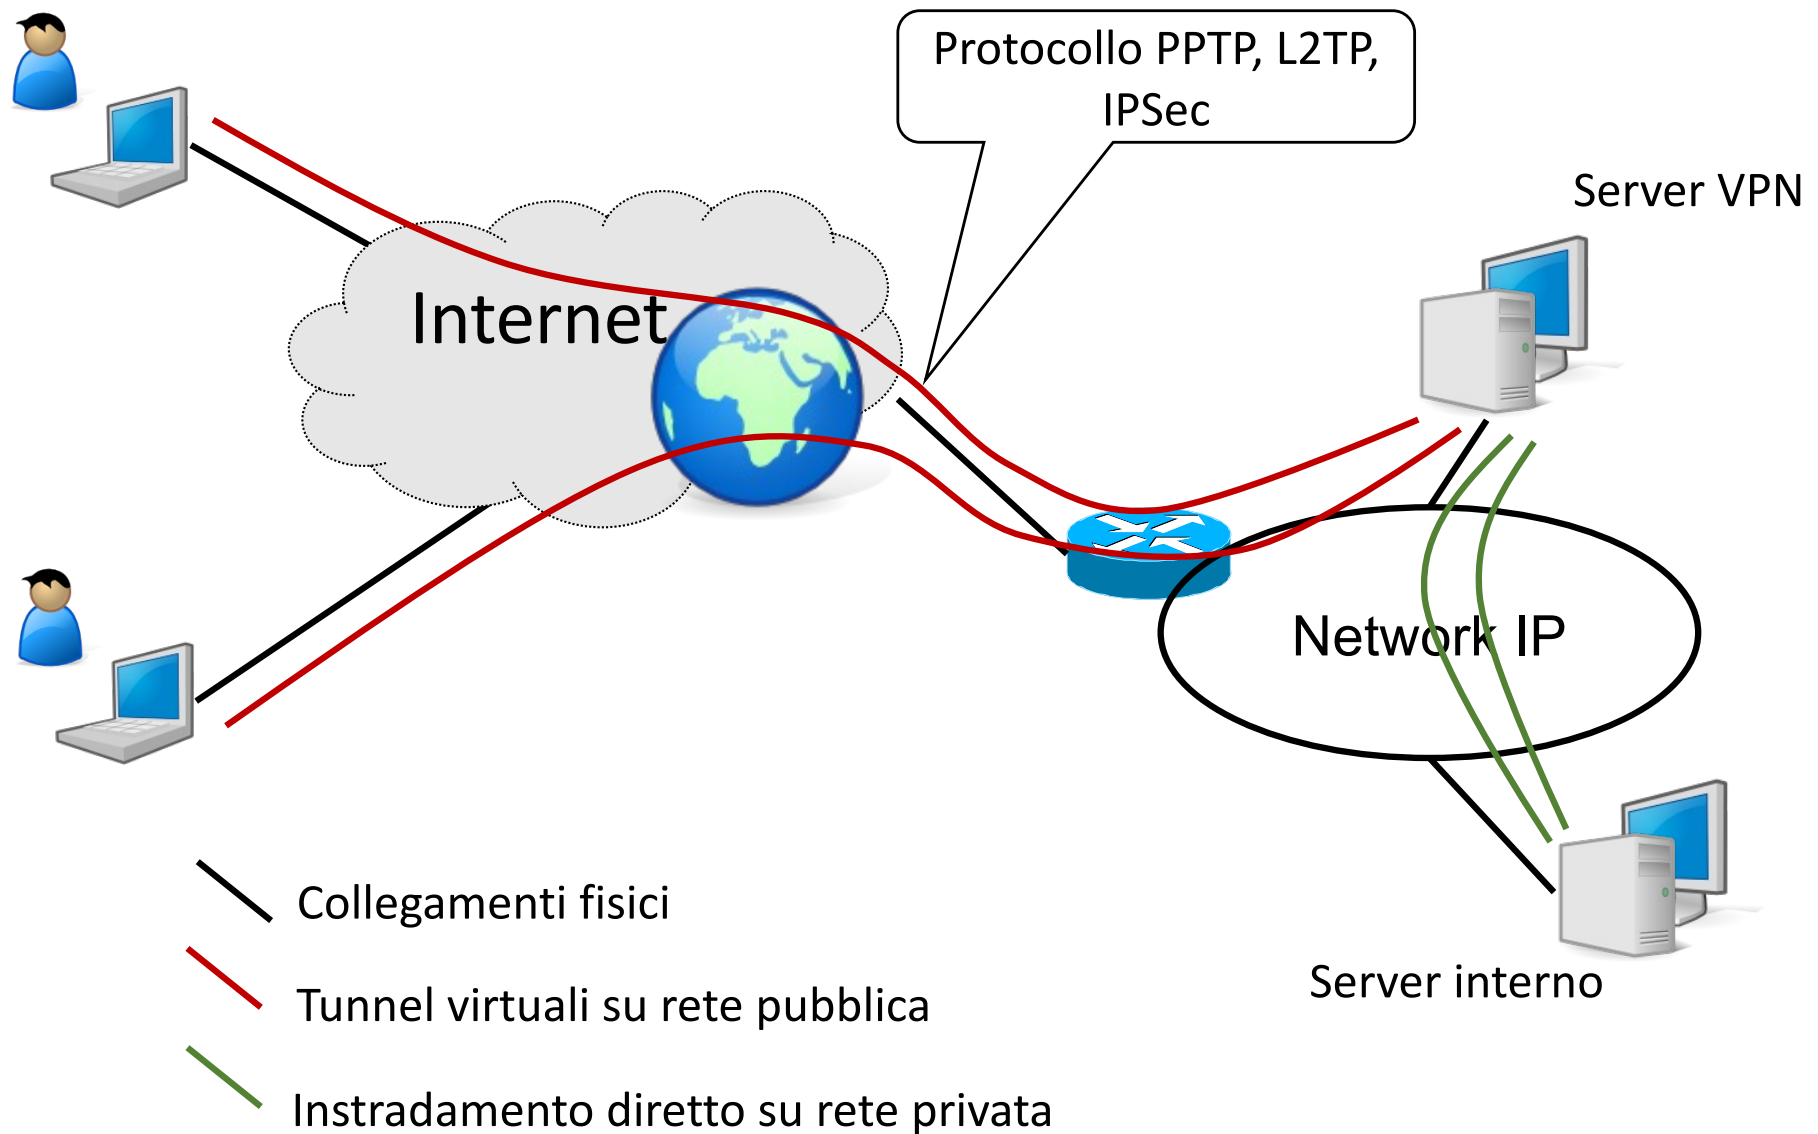 Protocollo PPTP, L2TP,
IPSec
Server VPN
Internet
Network IP
Collegamenti fisici
Server interno
Tunnel virtuali su rete pubblica
Instradamento diretto su rete privata